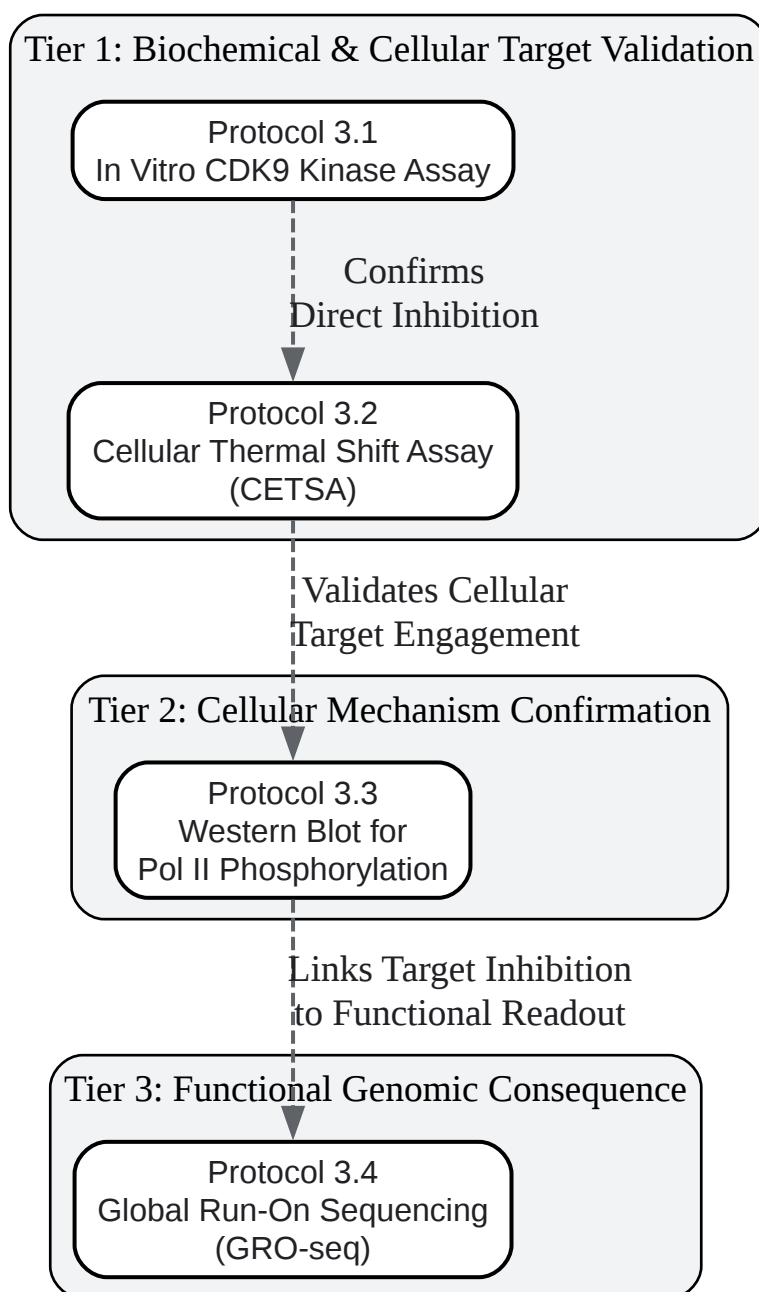 Tier 1: Biochemical & Cellular Target Validation
Protocol 3.1
In Vitro CDK9 Kinase Assay
Confirms
Direct Inhibition
Protocol 3.2
Cellular Thermal Shift Assay
(CETSA)
Validates Cellular
Target Engagement
Tier 2: Cellular Mechanism Confirmation
Protocol 3.3
Western Blot for
Pol II Phosphorylation
Links Target Inhibition
to Functional Readout
Tier 3: Functional Genomic Consequence
Protocol 3.4
Global Run-On Sequencing
(GRO-seq)